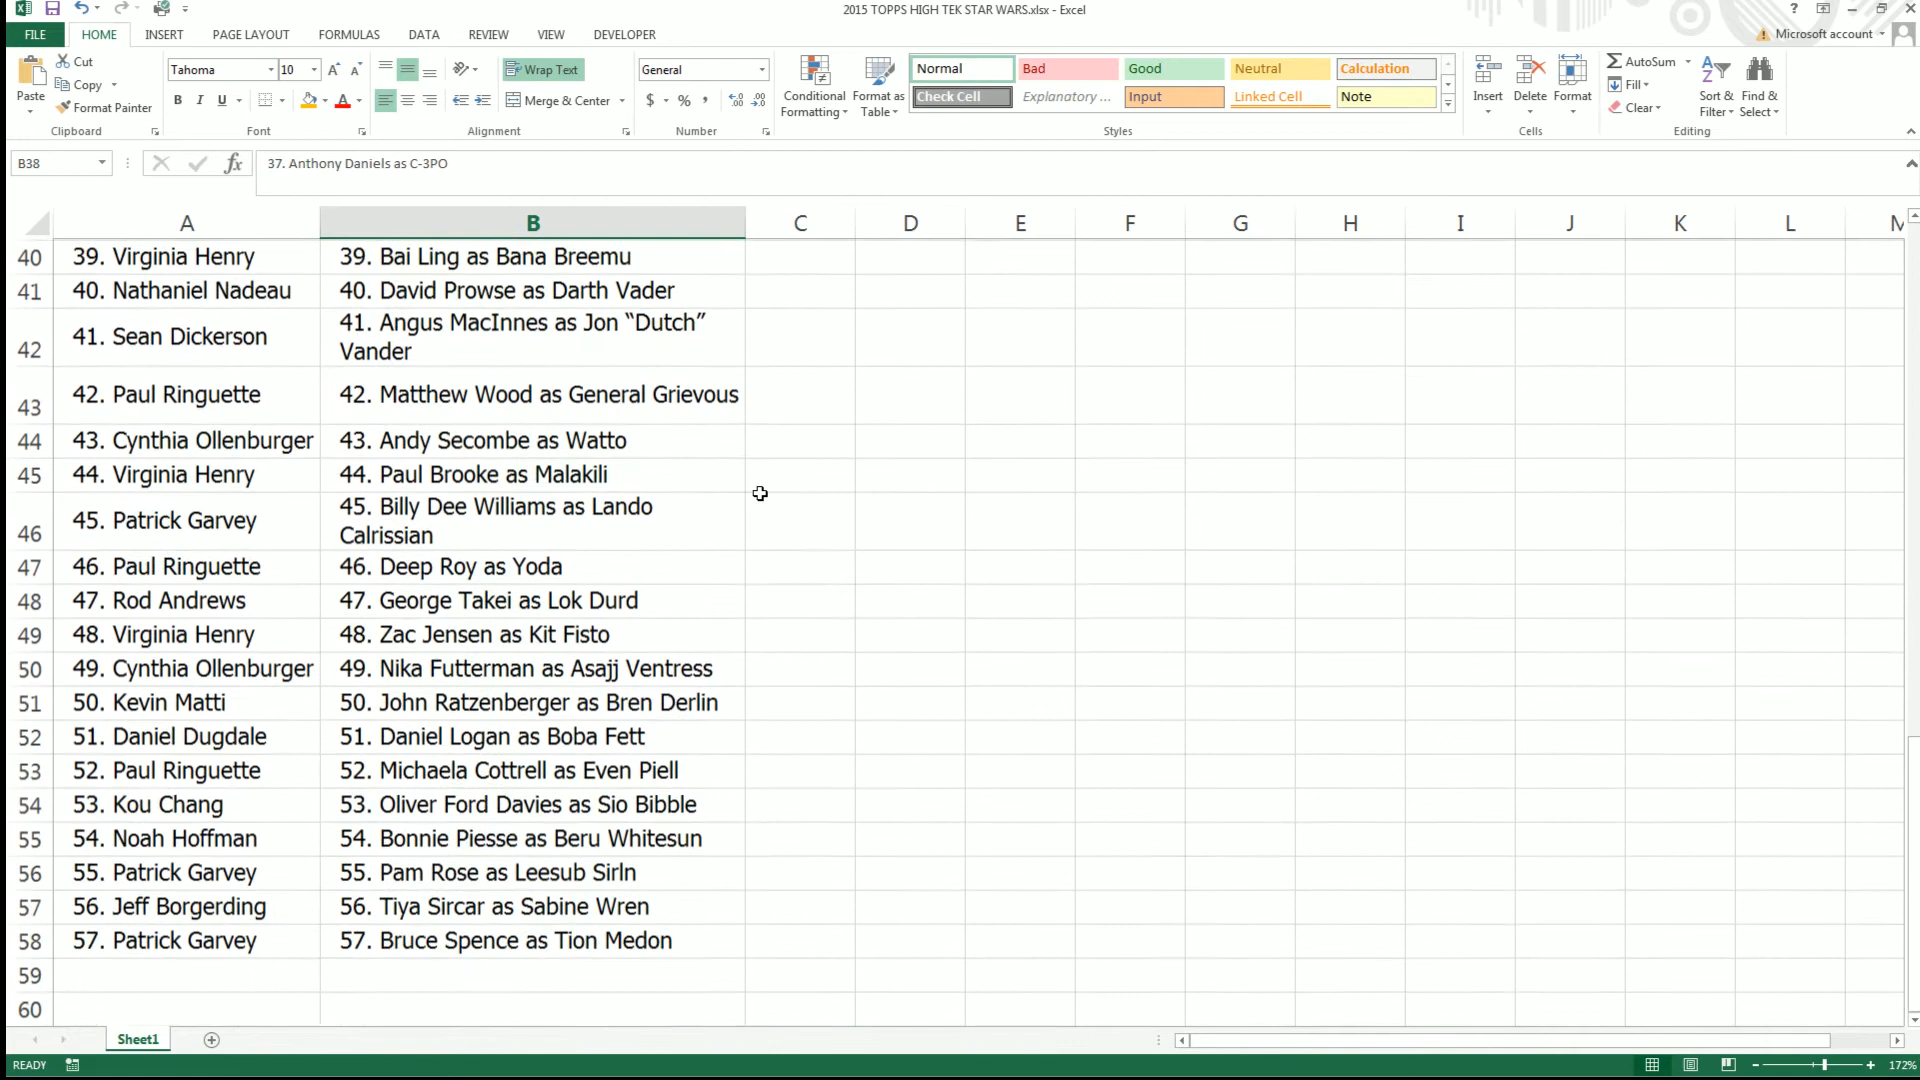 2015 TOPPS HIGH TEK STAR WARS.xlsx - Excel
?
FILE HOME INSERT PAGE LAYOUT FORMULAS DATA REVIEW VIEW DEVELOPER Microsoft account
Paste
Cut
Copy
Format Painter
Clipboard
Tahoma 10
B I U A
Font
Wrap Text
Merge & Center
Alignment
General
$ % ,
Number
Conditional
Formatting
Format as
Table
Normal Bad Good Neutral Calculation
Check Cell Explanatory ... Input Linked Cell Note
Styles
Insert Delete Format
Cells
AutoSum
Fill
Clear
Sort &
Filter
Find &
Select
Editing
B38 fx 37. Anthony Daniels as C-3PO
A B C D E F G H I J K L M
40 39. Virginia Henry 39. Bai Ling as Bana Breemu
41 40. Nathaniel Nadeau 40. David Prowse as Darth Vader
42 41. Sean Dickerson 41. Angus MacInnes as Jon “Dutch”
Vander
43 42. Paul Ringuette 42. Matthew Wood as General Grievous
44 43. Cynthia Ollenburger 43. Andy Secombe as Watto
45 44. Virginia Henry 44. Paul Brooke as Malakili
46 45. Patrick Garvey 45. Billy Dee Williams as Lando
Calrissian
47 46. Paul Ringuette 46. Deep Roy as Yoda
48 47. Rod Andrews 47. George Takei as Lok Durd
49 48. Virginia Henry 48. Zac Jensen as Kit Fisto
50 49. Cynthia Ollenburger 49. Nika Futterman as Asajj Ventress
51 50. Kevin Matti 50. John Ratzenberger as Bren Derlin
52 51. Daniel Dugdale 51. Daniel Logan as Boba Fett
53 52. Paul Ringuette 52. Michaela Cottrell as Even Piell
54 53. Kou Chang 53. Oliver Ford Davies as Sio Bibble
55 54. Noah Hoffman 54. Bonnie Piesse as Beru Whitesun
56 55. Patrick Garvey 55. Pam Rose as Leesub Sirln
57 56. Jeff Borgerding 56. Tiya Sircar as Sabine Wren
58 57. Patrick Garvey 57. Bruce Spence as Tion Medon
59
60
Sheet1
READY 172%